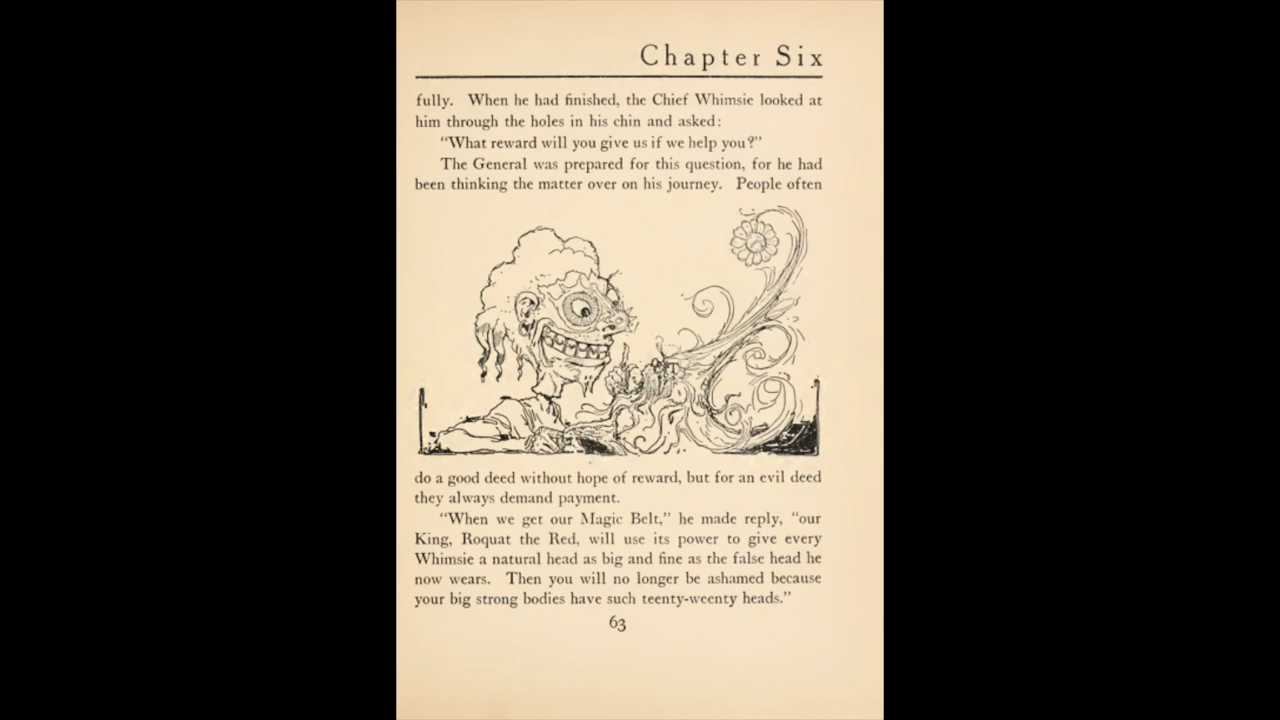 Chapter Six
fully. When he had finished, the Chief Whimsie looked at
him through the holes in his chin and asked:
"What reward will you give us if we help you?"
The General was prepared for this question, for he had
been thinking the matter over on his journey. People often
do a good deed without hope of reward, but for an evil deed
they always demand payment.
"When we get our Magic Belt," he made reply, "our
King, Roquat the Red, will use its power to give every
Whimsie a natural head as big and fine as the false head he
now wears. Then you will no longer be ashamed because
your big strong bodies have such teenty-weenty heads."
63